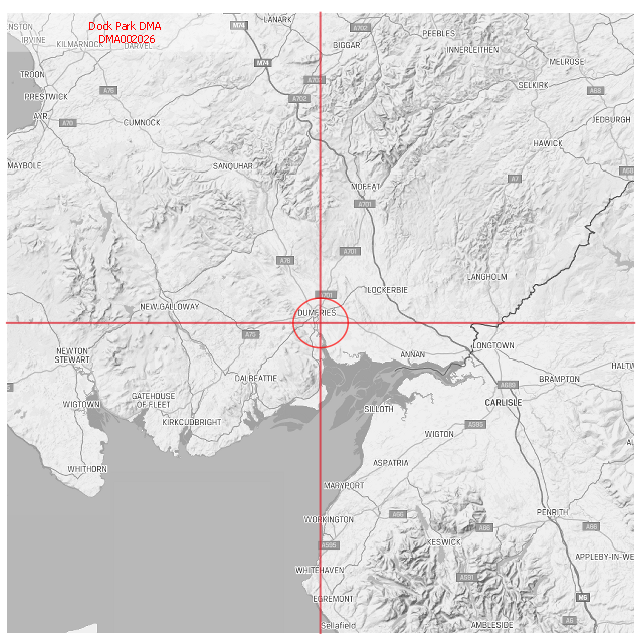 LANARK
M74
Dock Park DMA
DMA002026
A702
PEEBLES
IRVINE
KILMARNOCK
DARVEL
BIGGAR
INNERLEITHEN
MELROSE
M74
TROON
A702
SELKIRK
A76
A68
PRESTWICK
A702
AYR
A70
CUMNOCK
JEDBURGH
HAWICK
MAYBOLE
SANQUHAR
A7
MOFFAT
A701
A701
A76
LANGHOLM
LOCKERBIE
A701
NEW GALLOWAY
DUMFRIES
A75
LONGTOWN
NEWTON
STEWART
ANNAN
DALBEATTIE
A689
BRAMPTON
GATEHOUSE
OF FLEET
WIGTOWN
SILLOTH
CARLISLE
KIRKCUDBRIGHT
A595
WIGTON
WHITHORN
ASPATRIA
MARYPORT
A66
PENRITH
WORKINGTON
A66
A66
KESWICK
A595
APPLEBY-IN-WE
WHITEHAVEN
A591
EGREMONT
M6
Sellafield
AMBLESIDE
A6